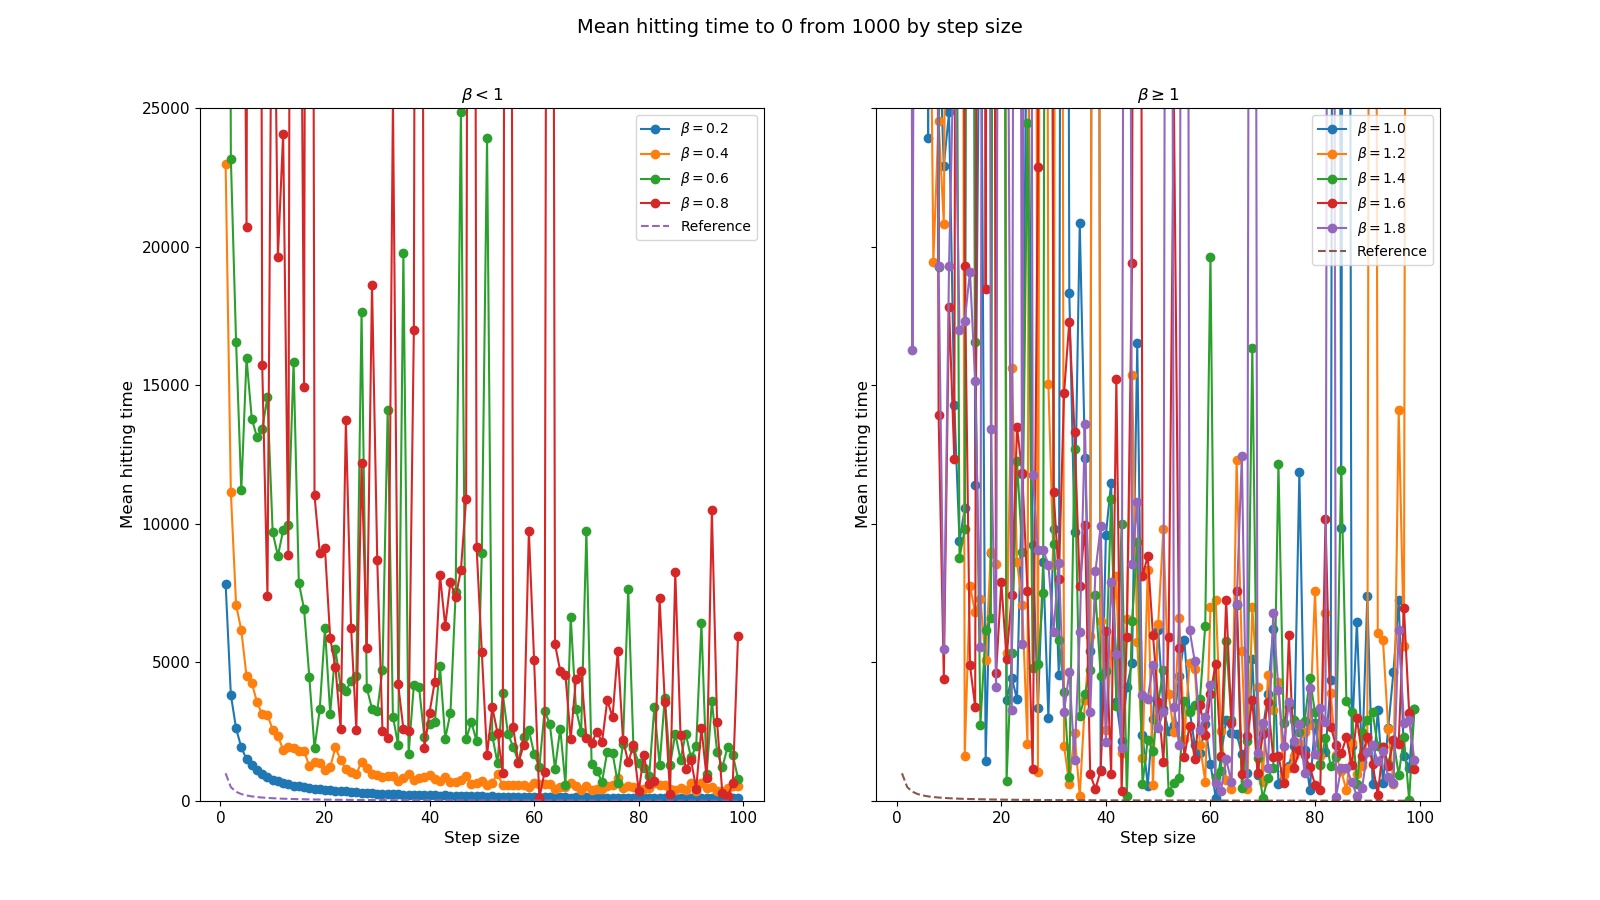 Mean hitting time to 0 from 1000 by step size
β < 1
25000
20000
15000
10000
5000
0
Mean hitting time
0
20
40
60
80
100
Step size
β = 0.2
β = 0.4
β = 0.6
β = 0.8
Reference
β ≥ 1
Mean hitting time
0
20
40
60
80
100
Step size
β = 1.0
β = 1.2
β = 1.4
β = 1.6
β = 1.8
Reference